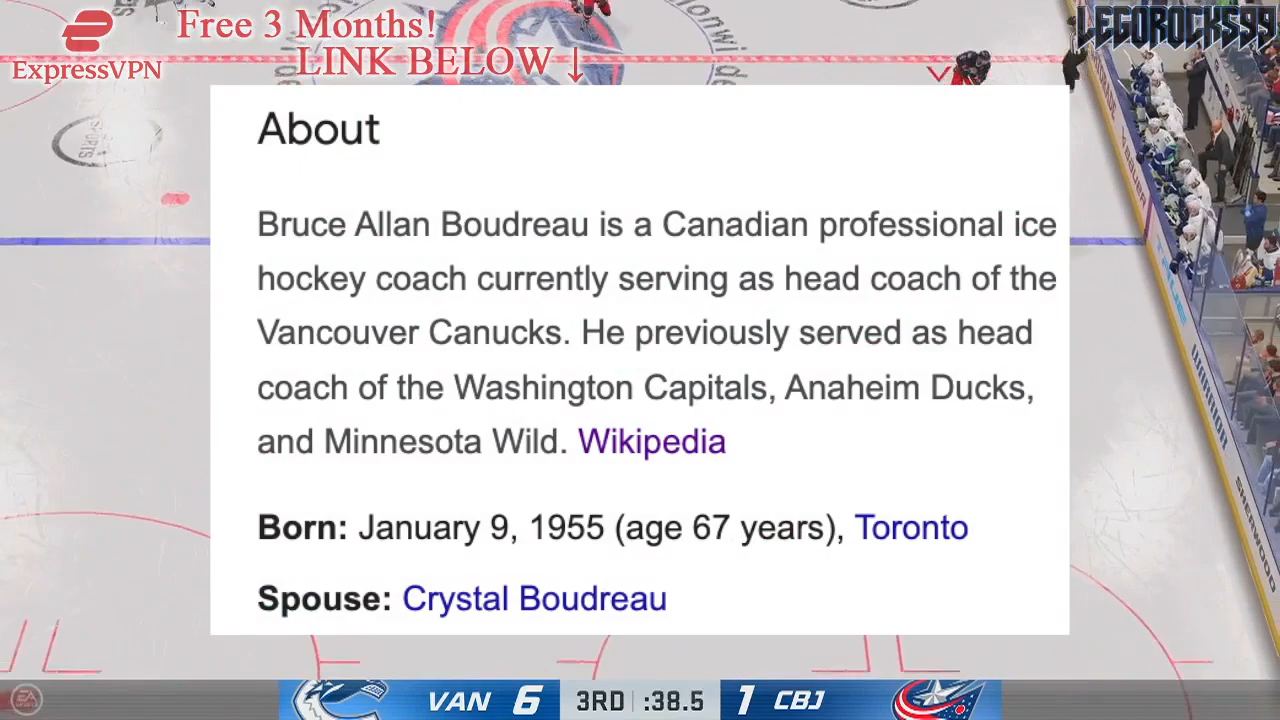 ExpressVPN
Free 3 Months!
LINK BELOW ↓
LEGOROCKS99
About
Bruce Allan Boudreau is a Canadian professional ice
hockey coach currently serving as head coach of the
Vancouver Canucks. He previously served as head
coach of the Washington Capitals, Anaheim Ducks,
and Minnesota Wild. Wikipedia
Born: January 9, 1955 (age 67 years), Toronto
Spouse: Crystal Boudreau
WARRIOR
SHERWOOD
VAN 6 3RD :38.5 1 CBJ